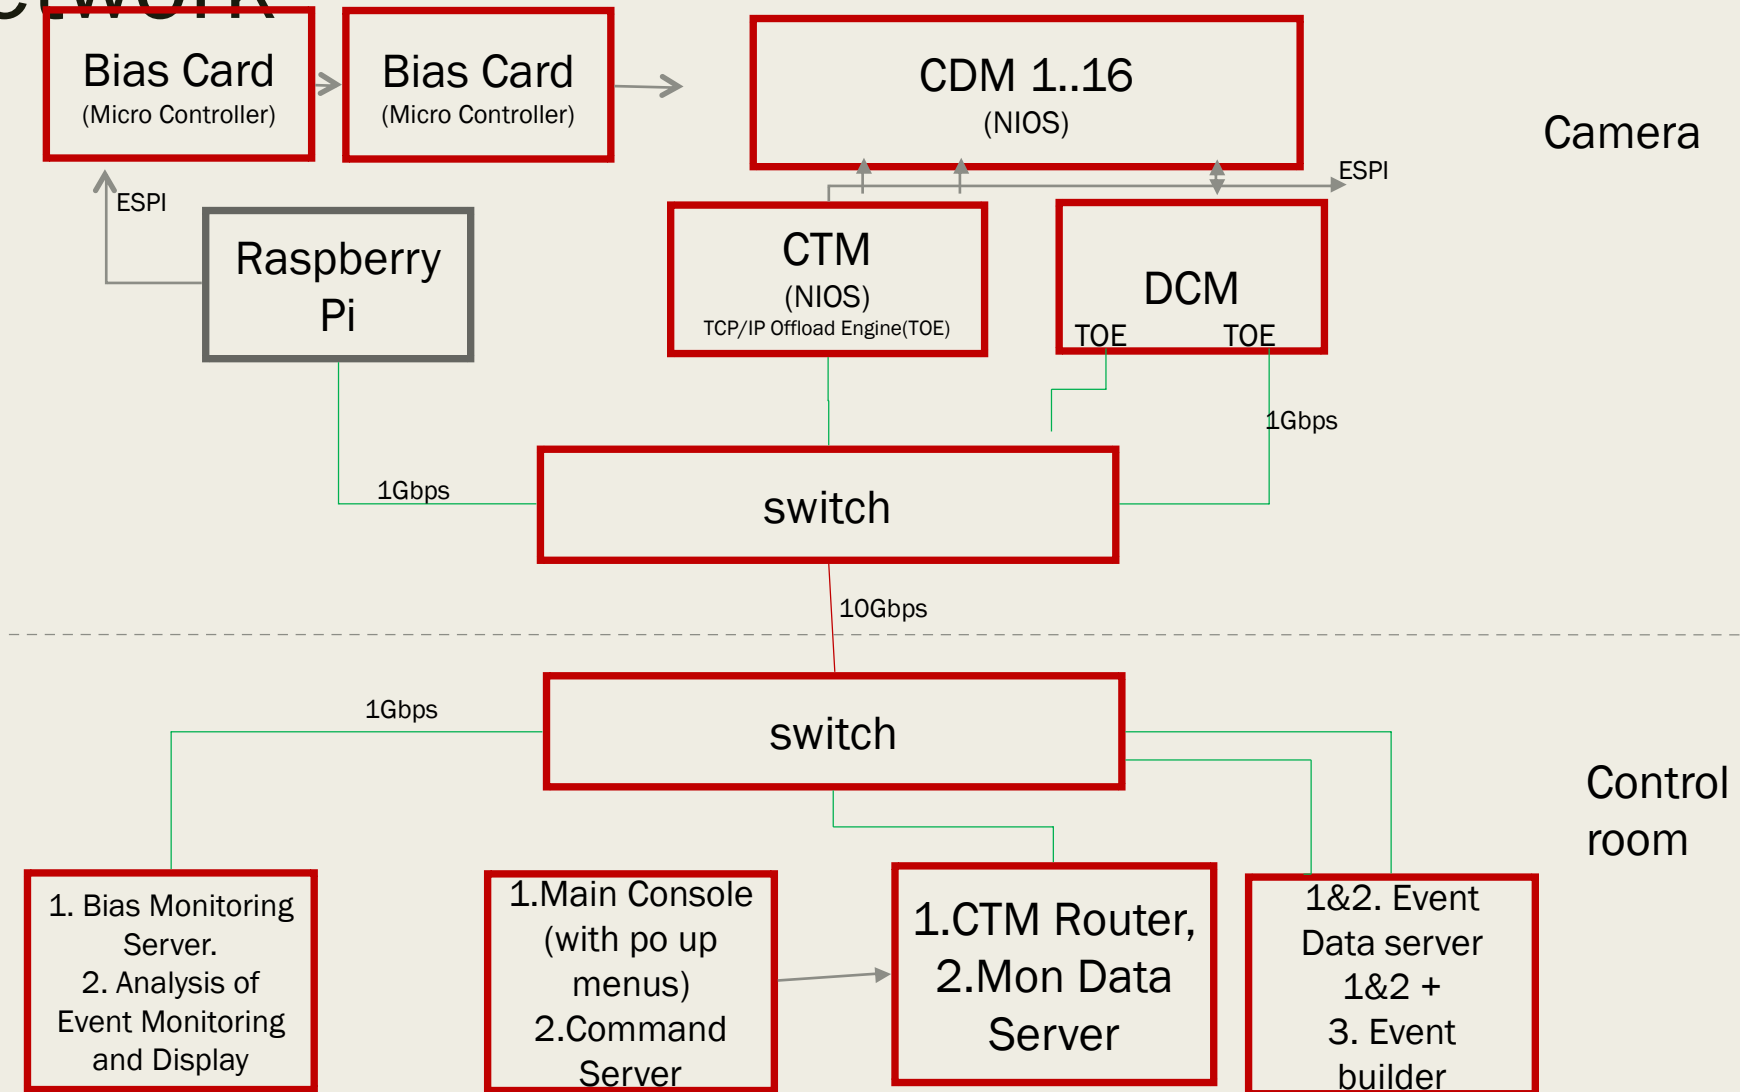 Bias Card
(Micro Controller)
Bias Card
(Micro Controller)
CDM 1..16
(NIOS)
Camera
ESPI
ESPI
Raspberry
Pi
CTM
(NIOS)
TCP/IP Offload Engine(TOE)
DCM
TOE TOE
1Gbps
1Gbps
switch
10Gbps
1Gbps
switch
Control
room
1. Bias Monitoring
Server.
2. Analysis of
Event Monitoring
and Display
1.Main Console
(with po up
menus)
2.Command
Server
1.CTM Router,
2.Mon Data
Server
1&2. Event
Data server
1&2 +
3. Event
builder